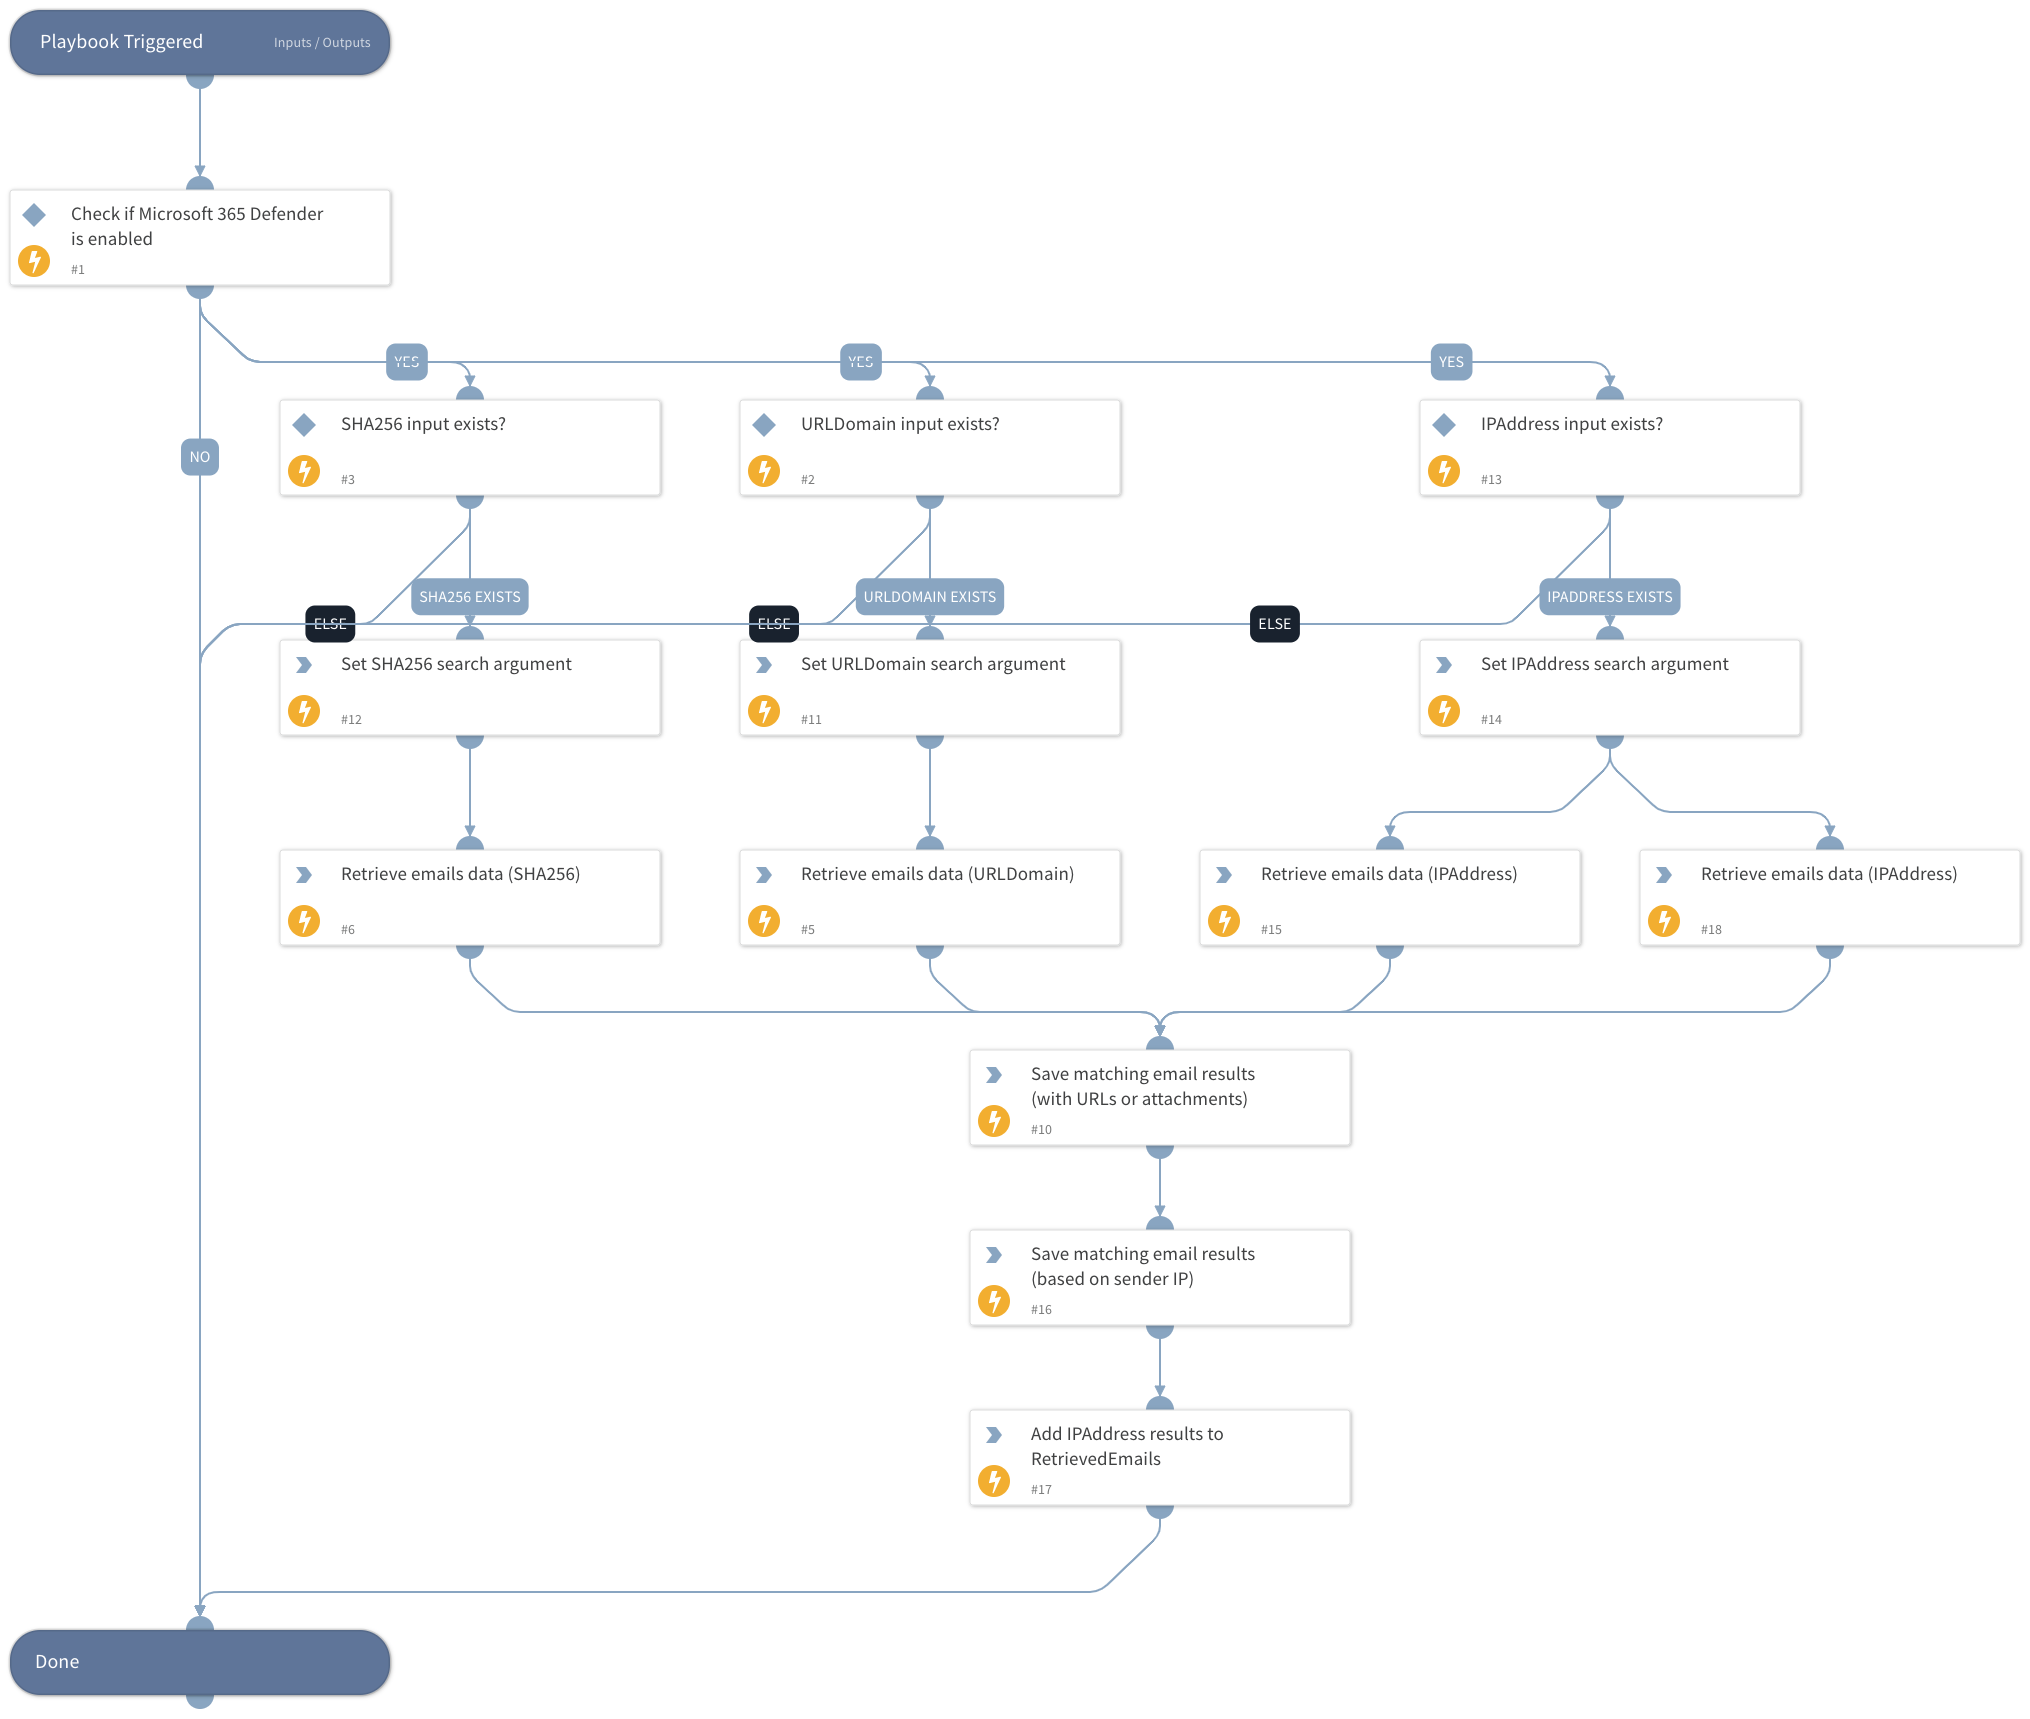 Playbook Triggered
Inputs / Outputs
Check if Microsoft 365 Defender
is enabled
#1
YES
YES
YES
SHA256 input exists?
#3
URLDomain input exists?
#2
IPAddress input exists?
#13
NO
SHA256 EXISTS
URLDOMAIN EXISTS
IPADDRESS EXISTS
ELSE
ELSE
ELSE
Set SHA256 search argument
#12
Set URLDomain search argument
#11
Set IPAddress search argument
#14
Retrieve emails data (SHA256)
#6
Retrieve emails data (URLDomain)
#5
Retrieve emails data (IPAddress)
#15
Retrieve emails data (IPAddress)
#18
Save matching email results
(with URLs or attachments)
#10
Save matching email results
(based on sender IP)
#16
Add IPAddress results to
RetrievedEmails
#17
Done